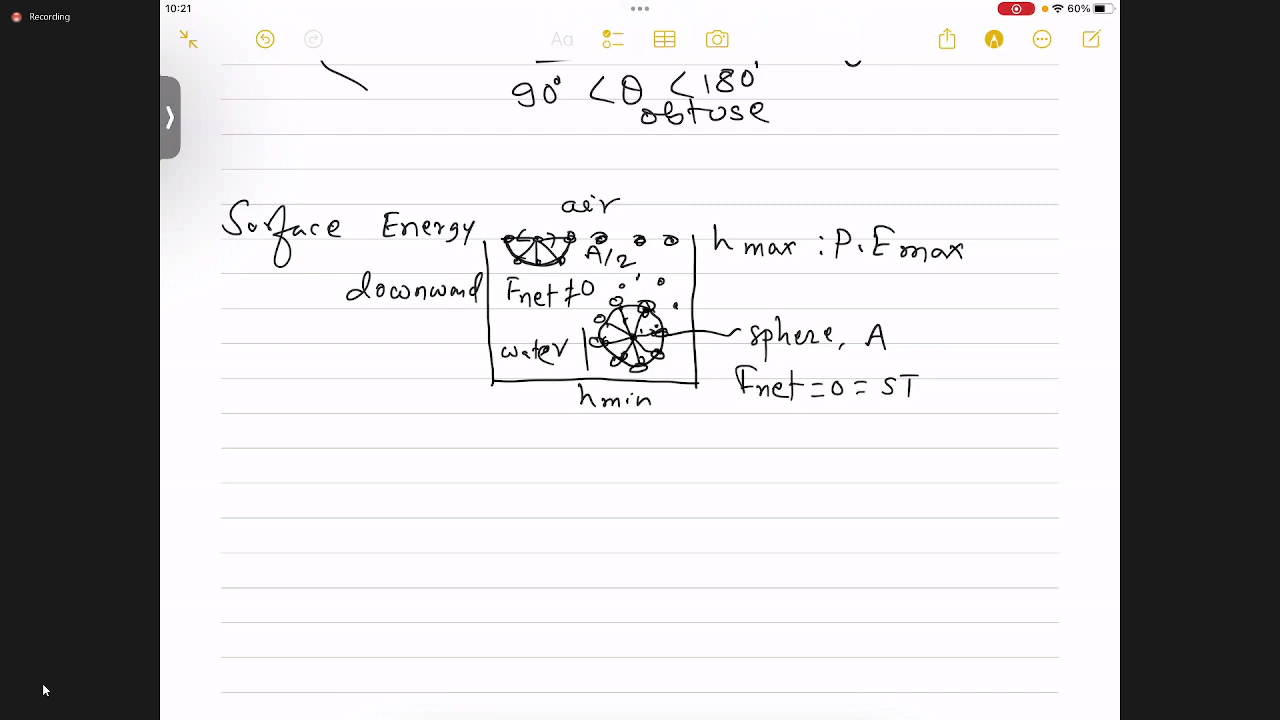 10:21
60%
Recording
Aa
90° < θ < 180°
obtuse
Surface Energy
air
A/2
h max : P.E max
downward
Fnet ≠ 0
water
sphere, A
Fnet = 0 = ST
h min